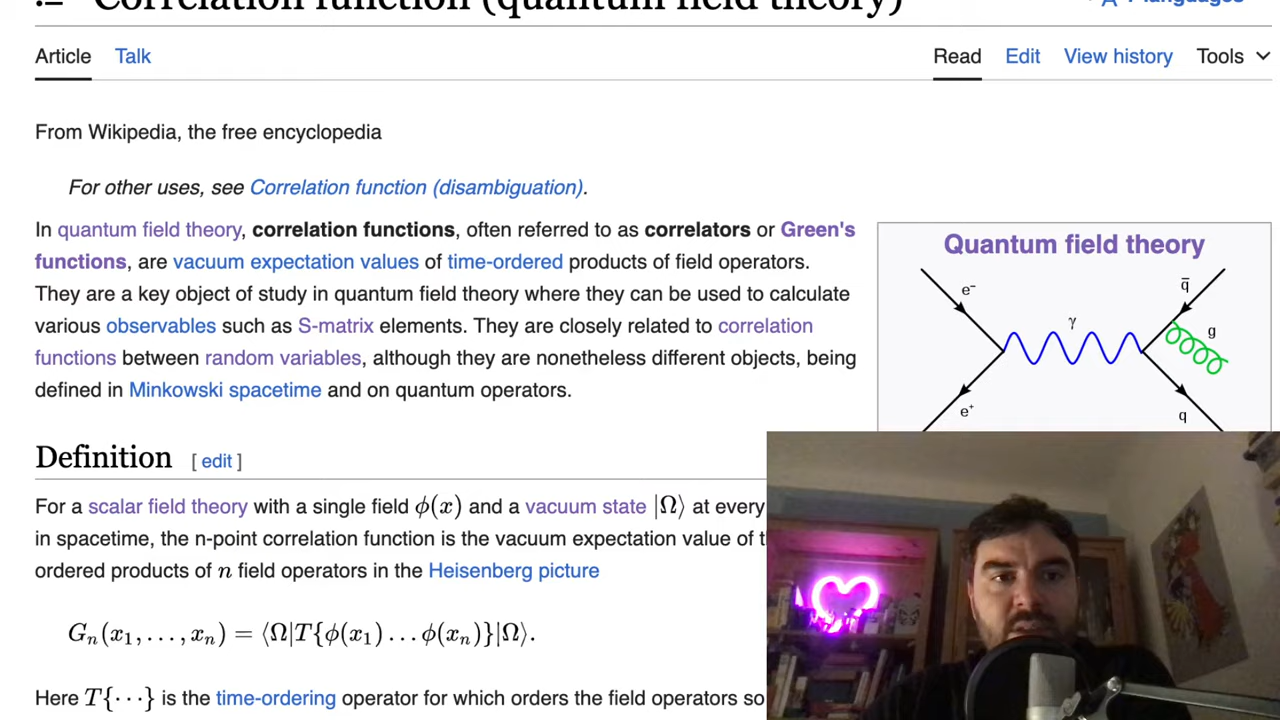 Correlation function (quantum field theory)
languages
Article Talk Read Edit View history Tools
From Wikipedia, the free encyclopedia
For other uses, see Correlation function (disambiguation).
In quantum field theory, correlation functions, often referred to as correlators or Green's
functions, are vacuum expectation values of time-ordered products of field operators.
They are a key object of study in quantum field theory where they can be used to calculate
various observables such as S-matrix elements. They are closely related to correlation
functions between random variables, although they are nonetheless different objects, being
defined in Minkowski spacetime and on quantum operators.
Quantum field theory
e⁻
q̄
γ
g
e⁺
q
Definition [ edit ]
For a scalar field theory with a single field ϕ(x) and a vacuum state |Ω⟩ at every
in spacetime, the n-point correlation function is the vacuum expectation value of t
ordered products of n field operators in the Heisenberg picture
Gₙ(x₁, …, xₙ) = ⟨Ω|T{ϕ(x₁) … ϕ(xₙ)}|Ω⟩.
Here T{⋯} is the time-ordering operator for which orders the field operators so